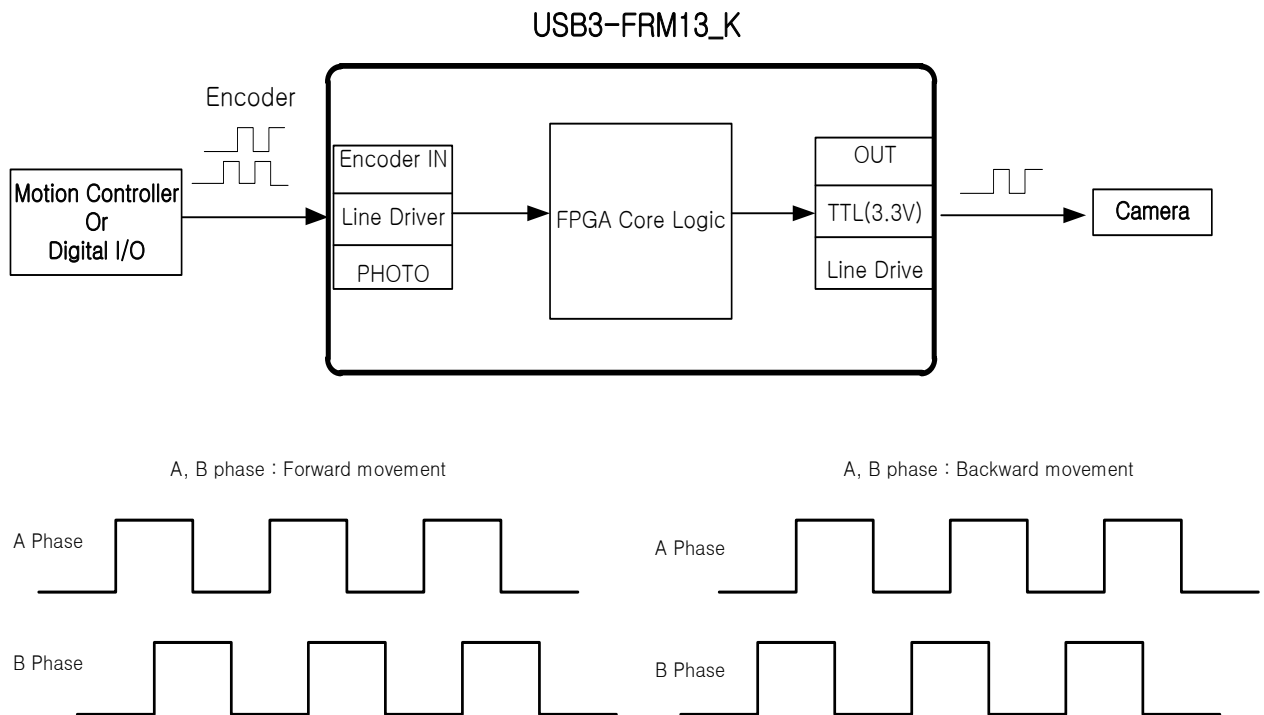 USB3-FRM13_K
Encoder
Motion Controller
Or
Digital I/O
Encoder IN
Line Driver
PHOTO
FPGA Core Logic
OUT
TTL(3.3V)
Line Drive
Camera
A, B phase : Forward movement
A Phase
B Phase
A, B phase : Backward movement
A Phase
B Phase